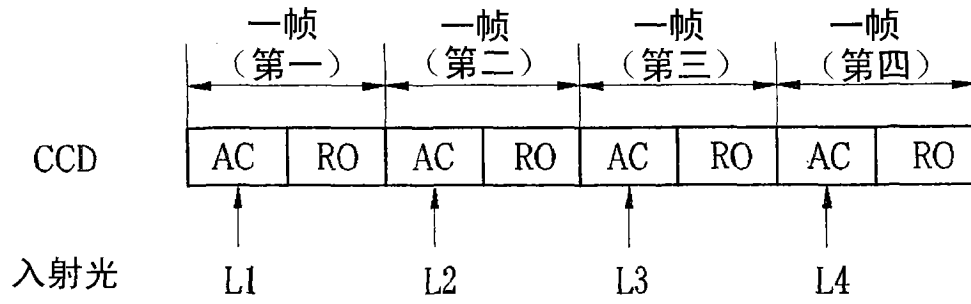 一帧 一帧 一帧 一帧
（第一） （第二） （第三） （第四）
CCD AC RO AC RO AC RO AC RO
入射光 L1 L2 L3 L4